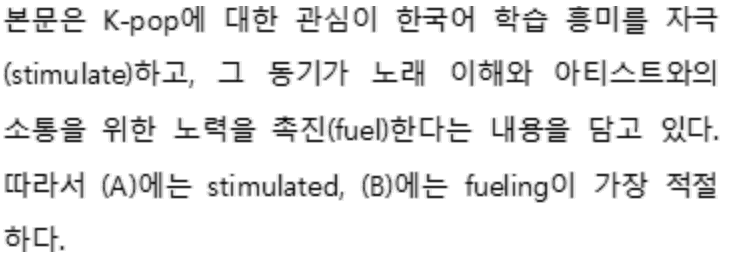 본문은 K-pop에 대한 관심이 한국어 학습 흥미를 자극
(stimulate)하고, 그 동기가 노래 이해와 아티스트와의
소통을 위한 노력을 촉진(fuel)한다는 내용을 담고 있다.
따라서 (A)에는 stimulated, (B)에는 fueling이 가장 적절
하다.